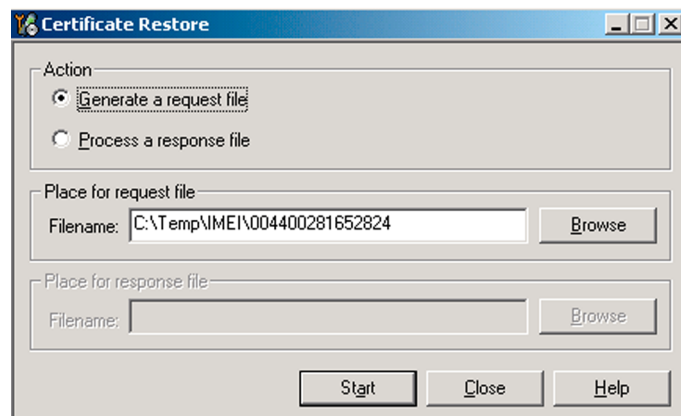 Certificate Restore
Action
Generate a request file
Process a response file
Place for request file
Filename: C:\Temp\IMEI\004400281652824 Browse
Place for response file
Filename: Browse
Start Close Help